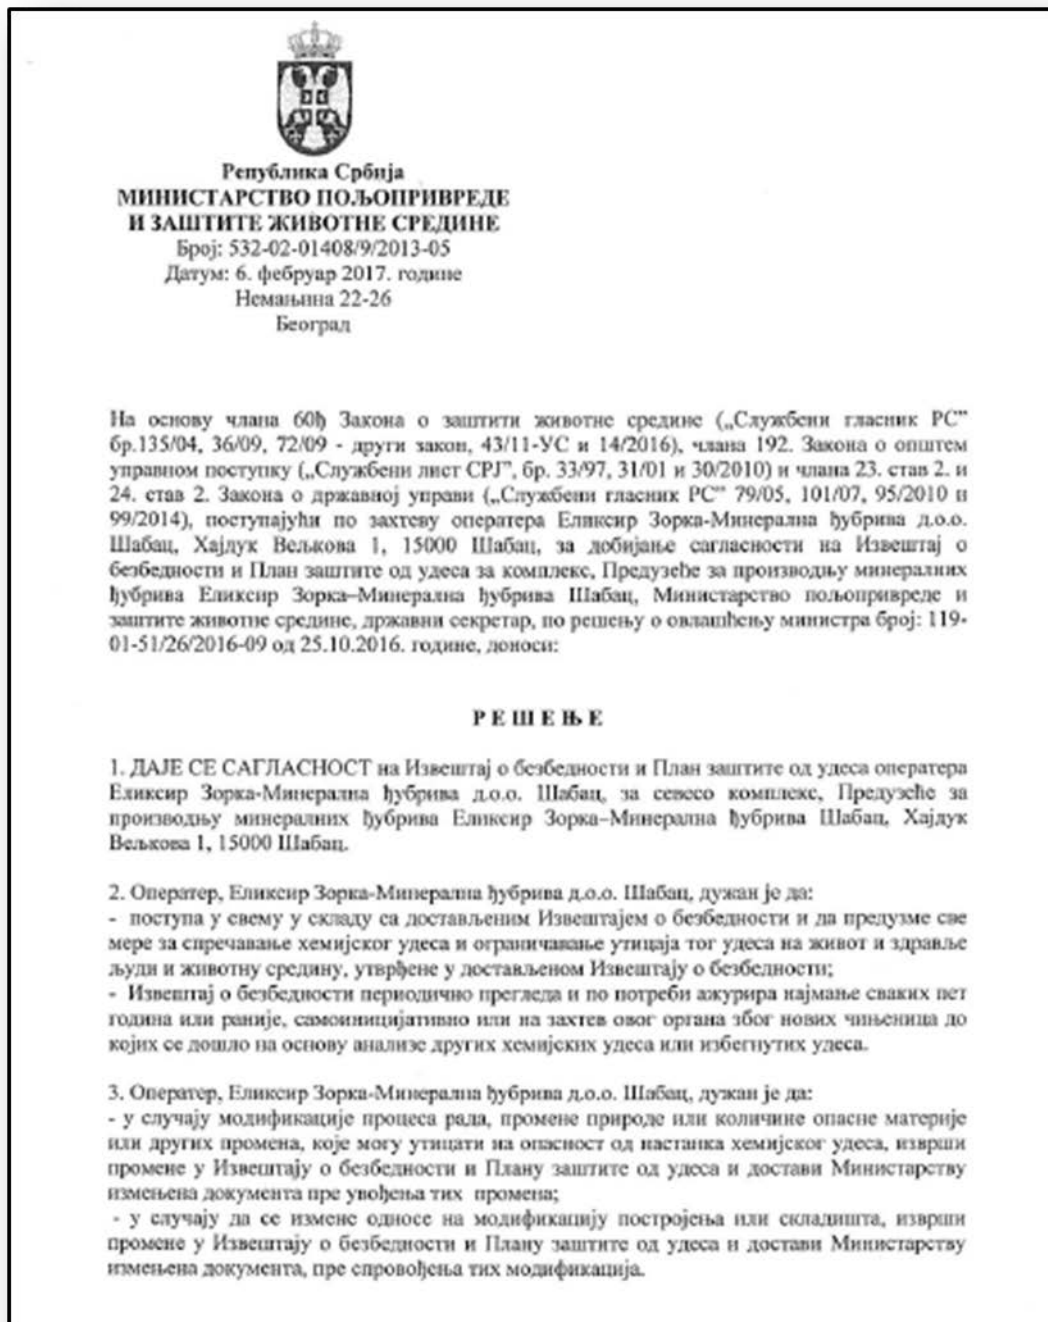 Република Србија
МИНИСТАРСТВО ПОЉОПРИВРЕДЕ
И ЗАШТИТЕ ЖИВОТНЕ СРЕДИНЕ
Број: 532-02-01408/9/2013-05
Датум: 6. фебруар 2017. године
Немањина 22-26
Београд
На основу члана 60ђ Закона о заштити животне средине („Службени гласник РС”
бр.135/04, 36/09, 72/09 - други закон, 43/11-УС и 14/2016), члана 192. Закона о општем
управном поступку („Службени лист СРЈ”, бр. 33/97, 31/01 и 30/2010) и члана 23. став 2. и
24. став 2. Закона о државној управи („Службени гласник РС” 79/05, 101/07, 95/2010 и
99/2014), поступајући по захтеву оператера Еликсир Зорка-Минерална ђубрива д.о.о.
Шабац, Хајдук Вељкова 1, 15000 Шабац, за добијање сагласности на Извештај о
безбедности и План заштите од удеса за комплекс, Предузеће за производњу минералних
ђубрива Еликсир Зорка–Минерална ђубрива Шабац, Министарство пољопривреде и
заштите животне средине, државни секретар, по решењу о овлашћењу министра број: 119-
01-51/26/2016-09 од 25.10.2016. године, доноси:
Р Е Ш Е Њ Е
1. ДАЈЕ СЕ САГЛАСНОСТ на Извештај о безбедности и План заштите од удеса оператера
Еликсир Зорка-Минерална ђубрива д.о.о. Шабац, за севесо комплекс, Предузеће за
производњу минералних ђубрива Еликсир Зорка–Минерална ђубрива Шабац, Хајдук
Вељкова 1, 15000 Шабац.
2. Оператер, Еликсир Зорка-Минерална ђубрива д.о.о. Шабац, дужан је да:
- поступа у свему у складу са достављеним Извештајем о безбедности и да предузме све
мере за спречавање хемијског удеса и ограничавање утицаја тог удеса на живот и здравље
људи и животну средину, утврђене у достављеном Извештају о безбедности;
- Извештај о безбедности периодично прегледа и по потреби ажурира најмање сваких пет
година или раније, самоиницијативно или на захтев овог органа због нових чињеница до
којих се дошло на основу анализе других хемијских удеса или избегнутих удеса.
3. Оператер, Еликсир Зорка-Минерална ђубрива д.о.о. Шабац, дужан је да:
- у случају модификације процеса рада, промене природе или количине опасне материје
или других промена, које могу утицати на опасност од настанка хемијског удеса, изврши
промене у Извештају о безбедности и Плану заштите од удеса и достави Министарству
измењена документа пре увођења тих промена;
- у случају да се измене односе на модификацију постројења или складишта, изврши
промене у Извештају о безбедности и Плану заштите од удеса и достави Министарству
измењена документа, пре спровођења тих модификација.